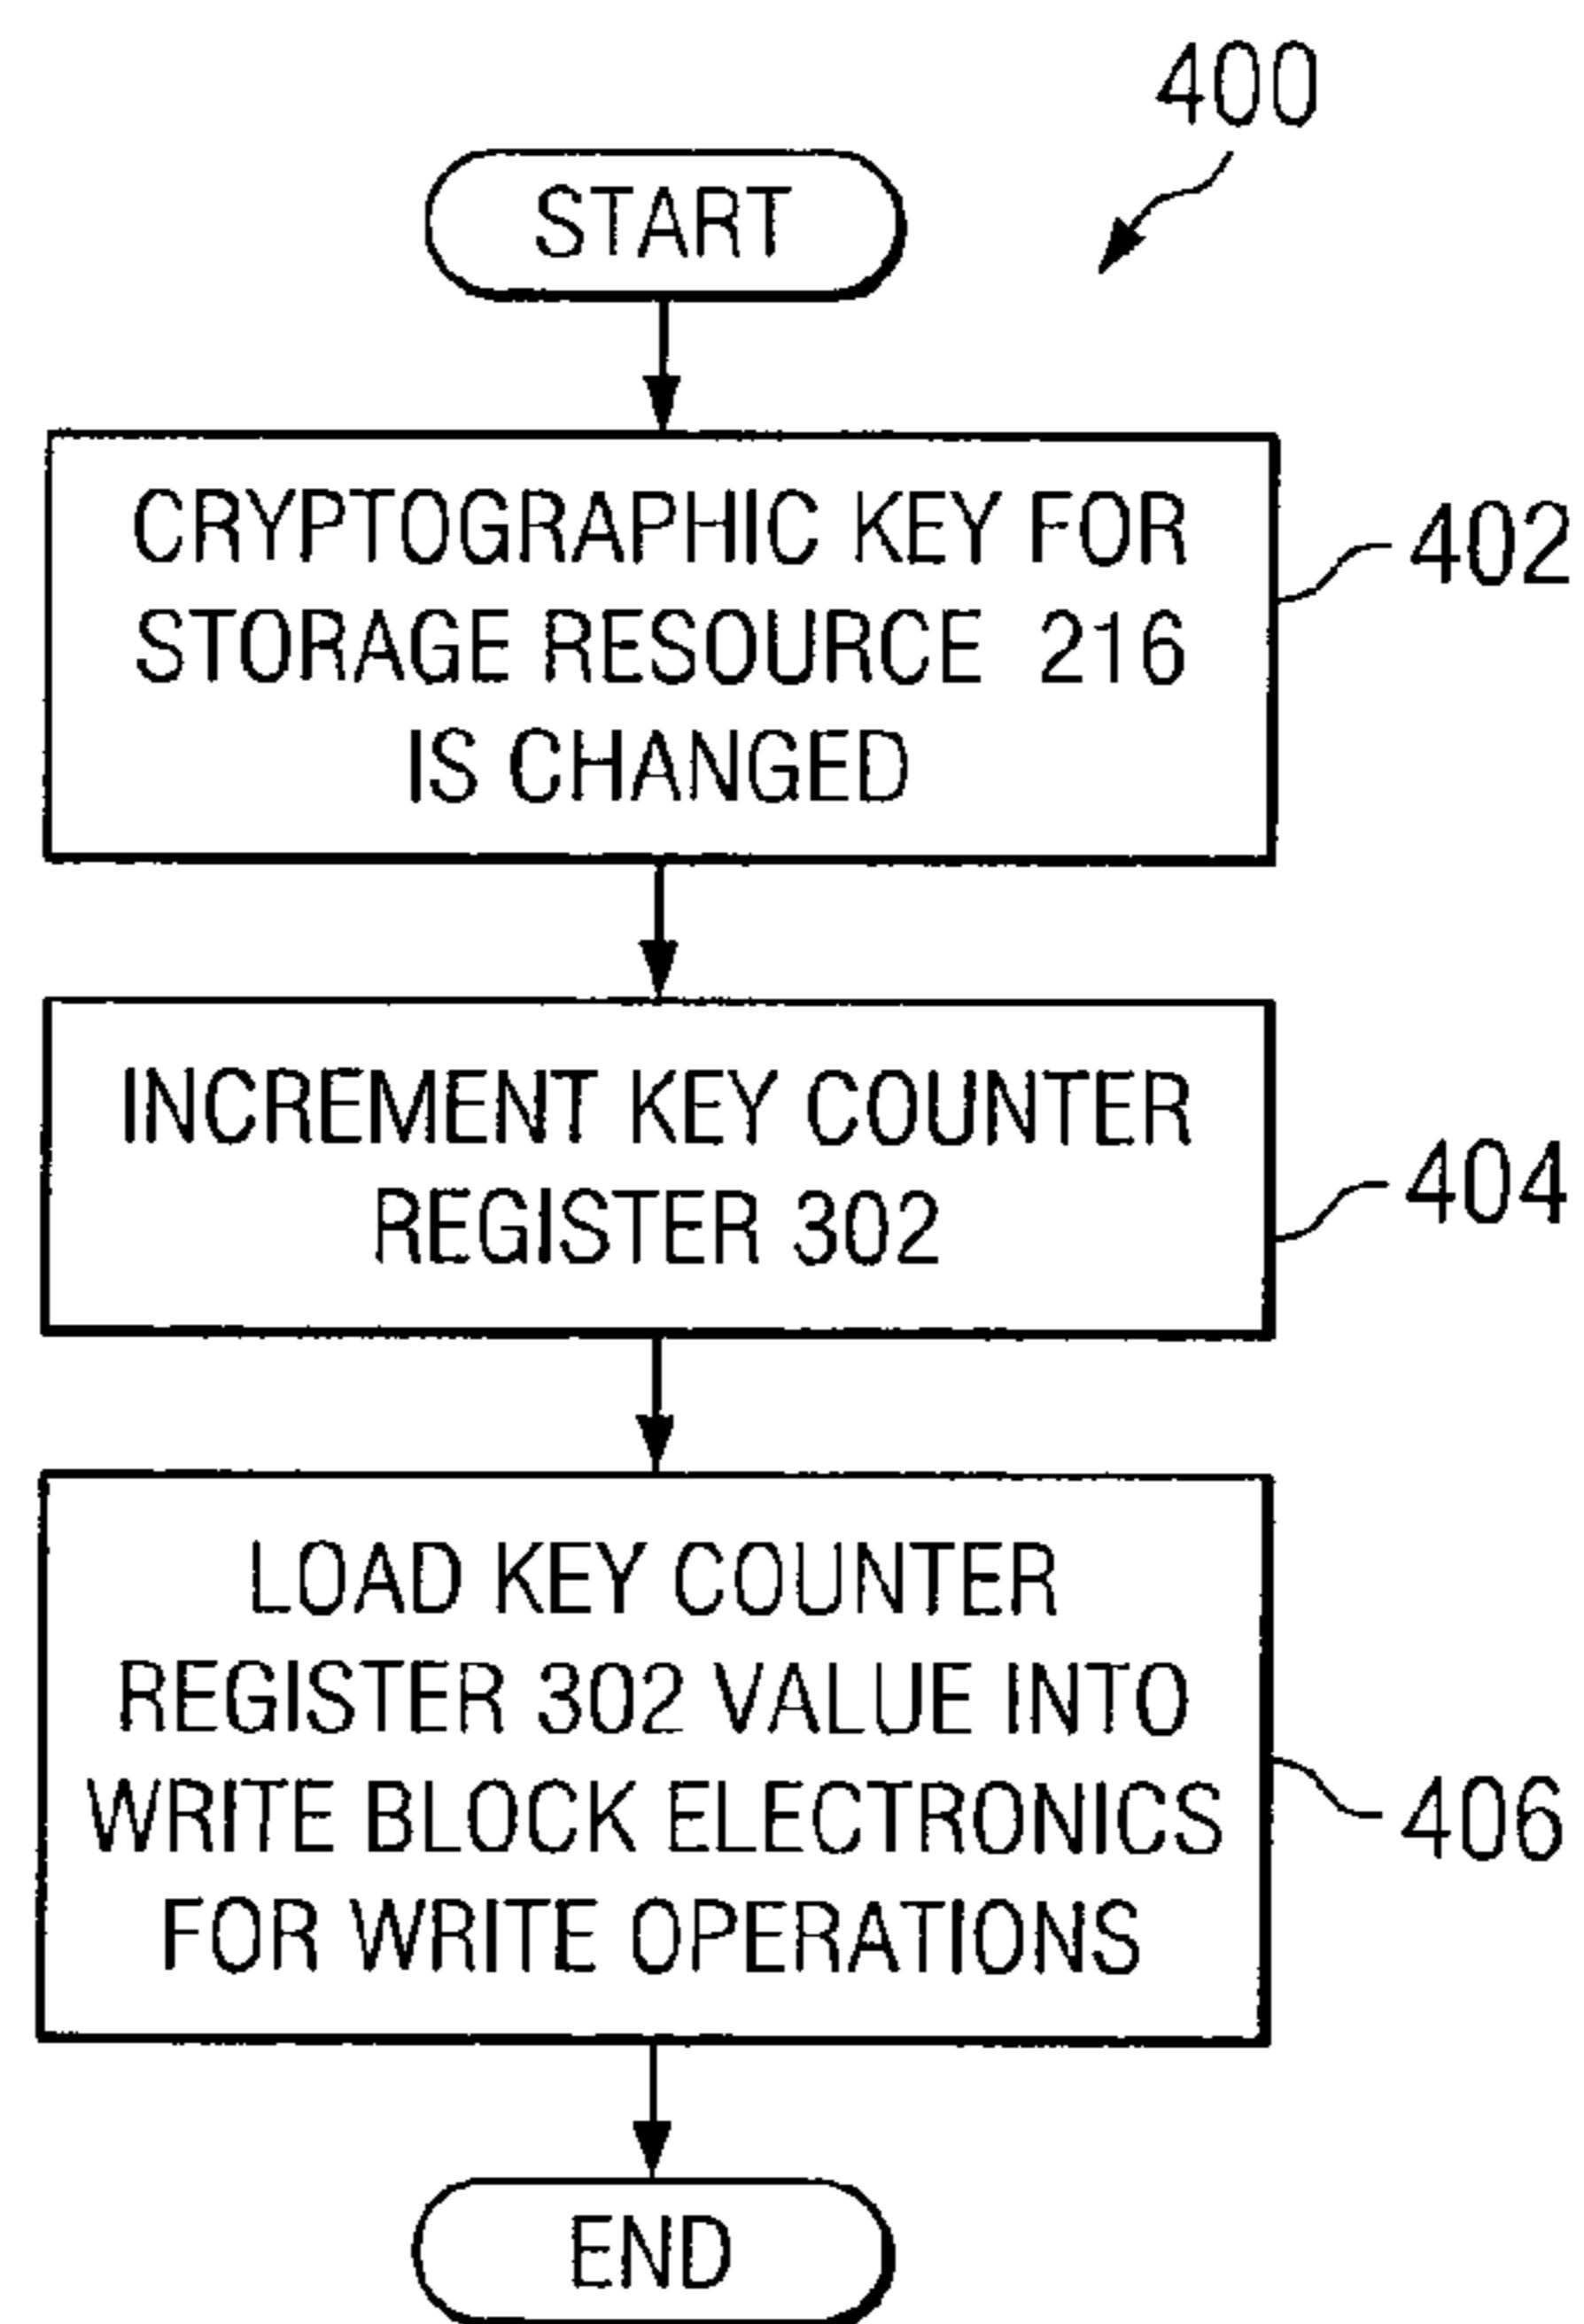 400
START
CRYPTOGRAPHIC KEY FOR
STORAGE RESOURCE 216
IS CHANGED
402
INCREMENT KEY COUNTER
REGISTER 302
404
LOAD KEY COUNTER
REGISTER 302 VALUE INTO
WRITE BLOCK ELECTRONICS
FOR WRITE OPERATIONS
406
END